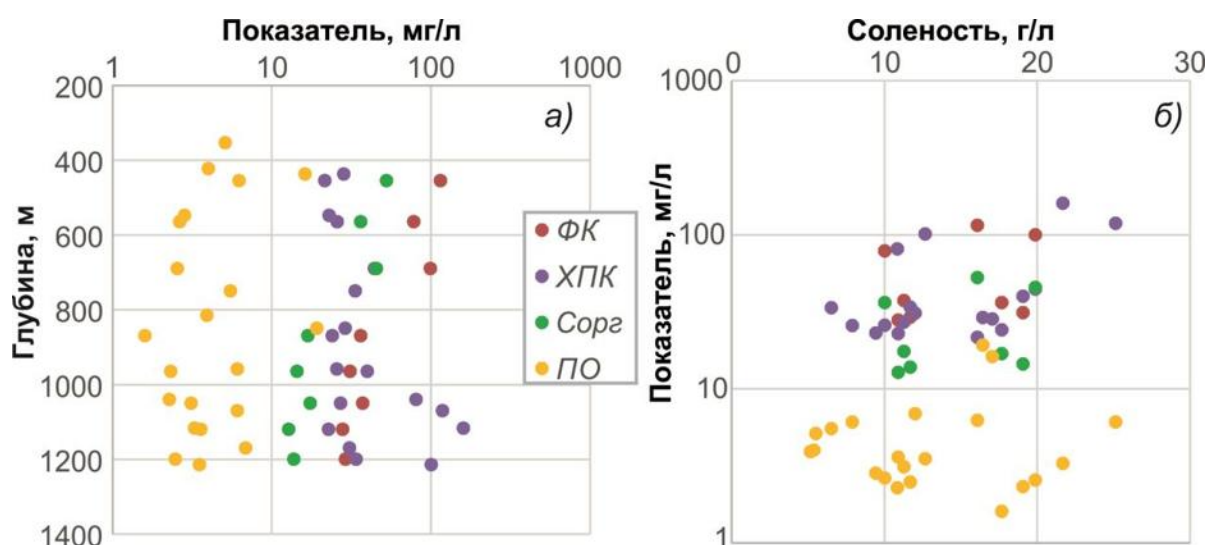 Показатель, мг/л
1 10 100 1000
Глубина, м
200
400
600
800
1000
1200
1400
а)
ФК
ХПК
Сорг
ПО
Соленость, г/л
0 10 20 30
Показатель, мг/л
1000
100
10
1
б)